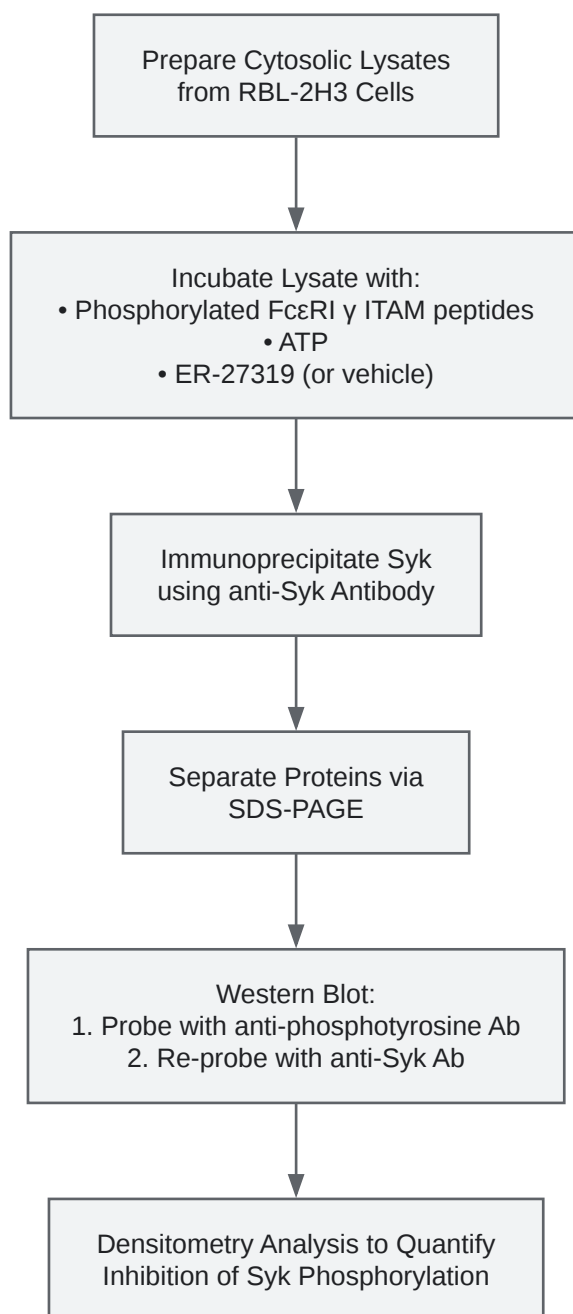 Prepare Cytosolic Lysates
from RBL-2H3 Cells
Incubate Lysate with:
• Phosphorylated FcεRI γ ITAM peptides
• ATP
• ER-27319 (or vehicle)
Immunoprecipitate Syk
using anti-Syk Antibody
Separate Proteins via
SDS-PAGE
Western Blot:
1. Probe with anti-phosphotyrosine Ab
2. Re-probe with anti-Syk Ab
Densitometry Analysis to Quantify
Inhibition of Syk Phosphorylation